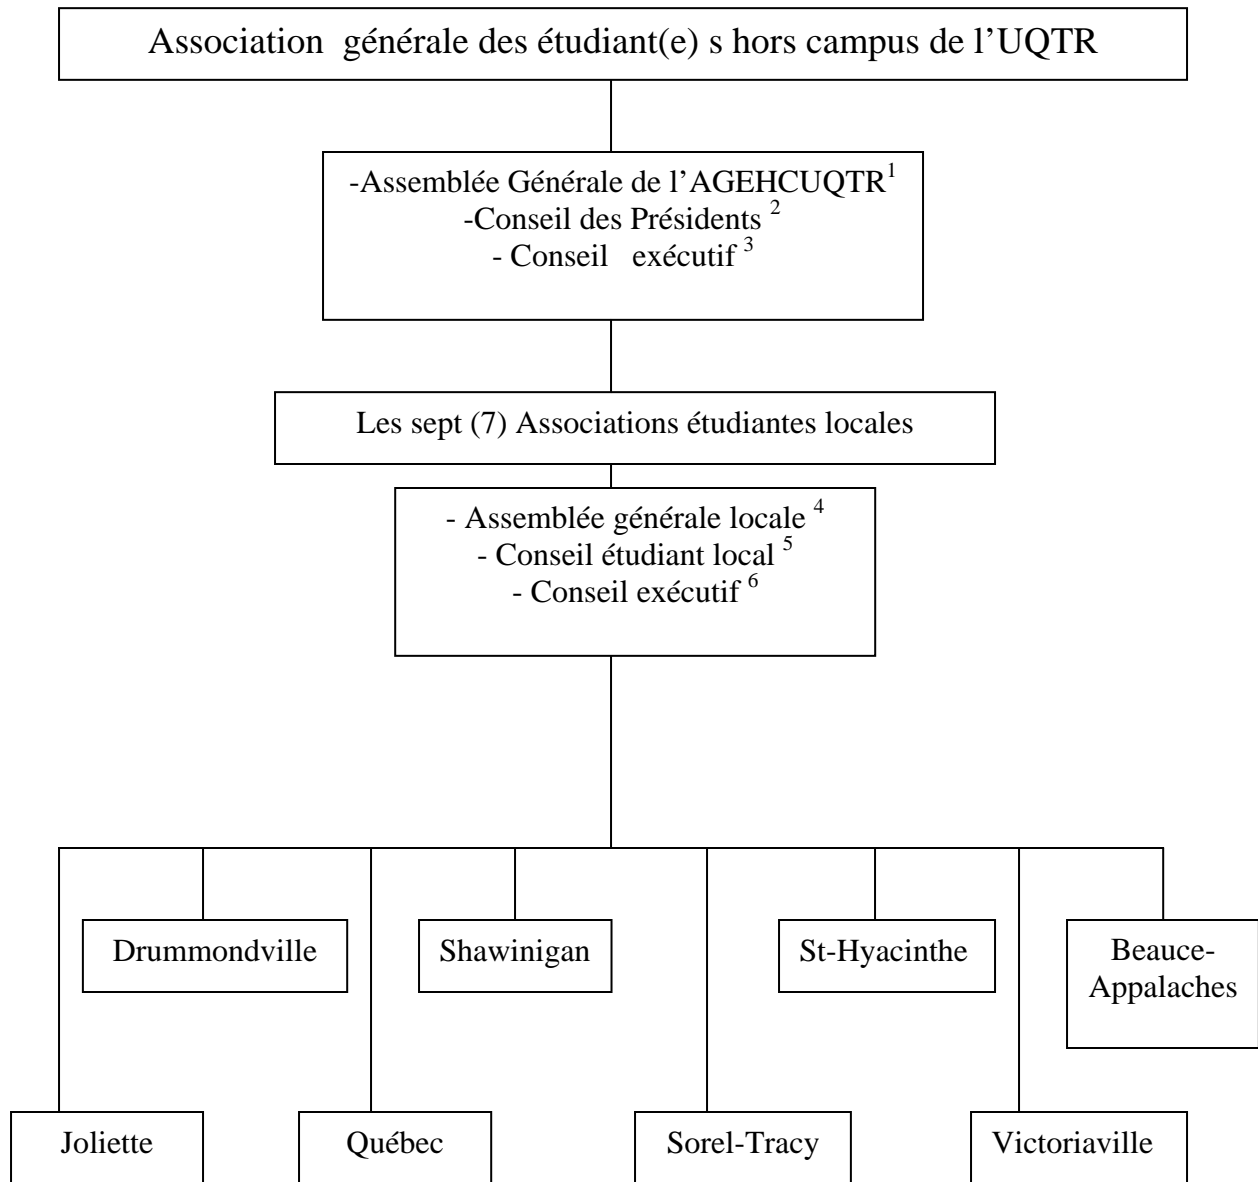 Association générale des étudiant(e) s hors campus de l'UQTR
-Assemblée Générale de l'AGEHCUQTR 1
-Conseil des Présidents 2
- Conseil exécutif 3
Les sept (7) Associations étudiantes locales
- Assemblée générale locale 4
- Conseil étudiant local 5
- Conseil exécutif 6
Drummondville
Shawinigan
St-Hyacinthe
Beauce-
Appalaches
Joliette
Québec
Sorel-Tracy
Victoriaville